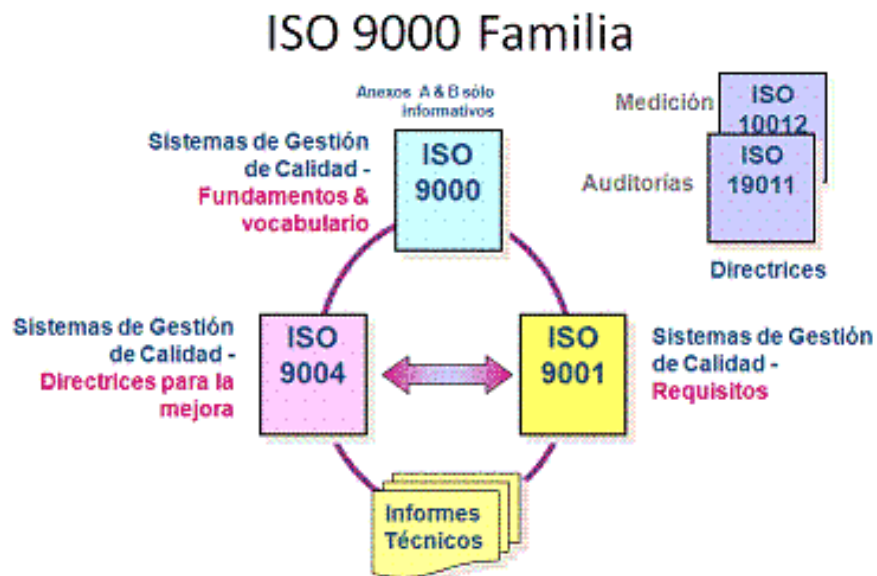 ISO 9000 Familia
Anexos A & B sólo
informativos
Sistemas de Gestión
de Calidad -
Fundamentos &
vocabulario
ISO
9000
Medición
ISO
10012
Auditorías
ISO
19011
Directrices
Sistemas de Gestión
de Calidad -
Directrices para la
mejora
ISO
9004
ISO
9001
Sistemas de Gestión
de Calidad -
Requisitos
Informes
Técnicos